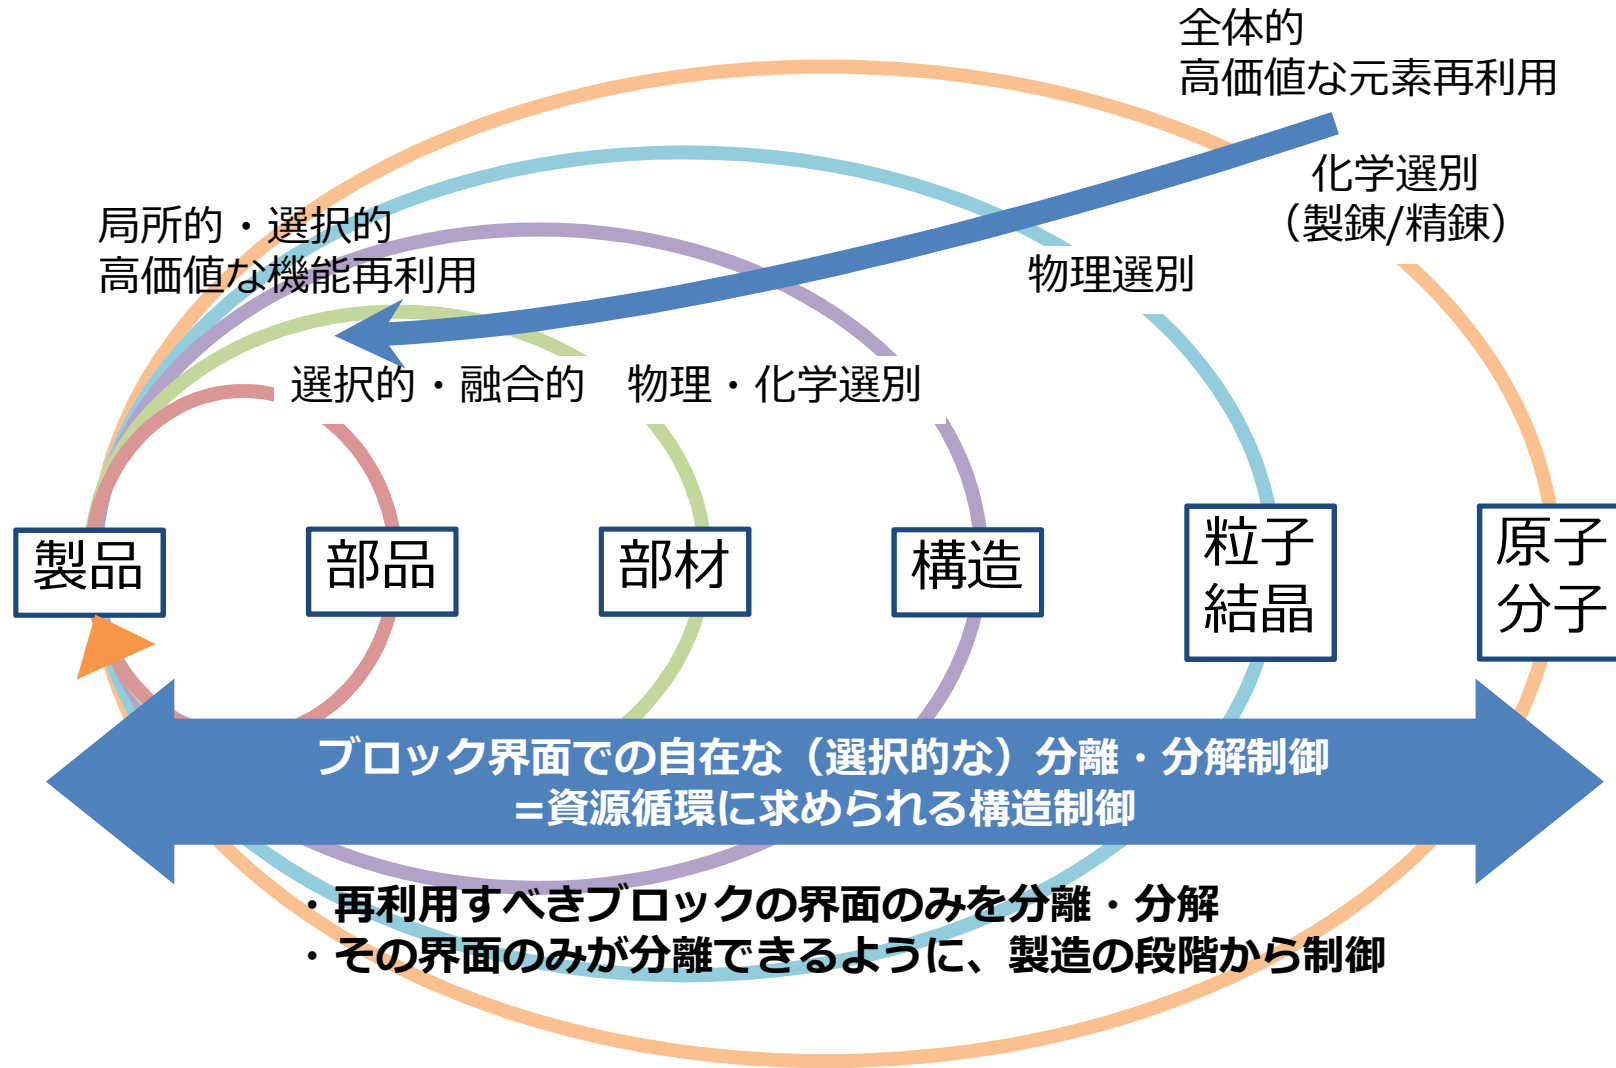 全体的
高価値な元素再利用
化学選別
（製錬/精錬）
局所的・選択的
高価値な機能再利用
物理選別
選択的・融合的　物理・化学選別
製品
部品
部材
構造
粒子
結晶
原子
分子
ブロック界面での自在な（選択的な）分離・分解制御
=資源循環に求められる構造制御
・再利用すべきブロックの界面のみを分離・分解
・その界面のみが分離できるように、製造の段階から制御